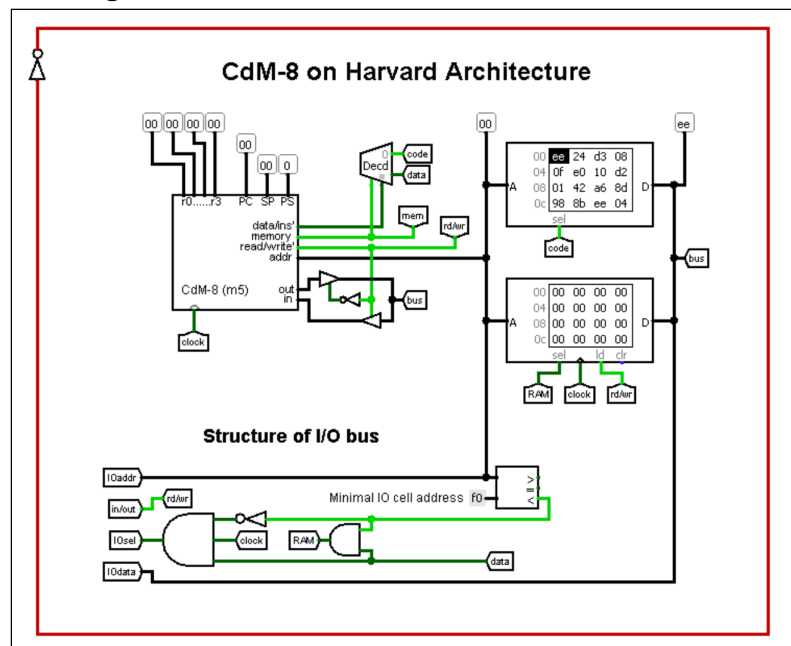 CdM-8 on Harvard Architecture
00 00 00 00
00
00 0
00
ee
0
Decd
code
data
r0......r3 PC SP PS
data/ins'
memory
read/write'
addr
mem
rd/wr
out
in
CdM-8 (m5)
bus
clock
A
00 ee 24 d3 08
04 0f e0 10 d2
08 01 42 a6 8d
0c 98 8b ee 04
D
sel
code
bus
A
00 00 00 00 00
04 00 00 00 00
08 00 00 00 00
0c 00 00 00 00
D
sel ld clr
RAM clock rd/wr
Structure of I/O bus
IOaddr
in/out
rd/wr
IOsel
IOdata
Minimal IO cell address f0
>
=
<
clock
RAM
data